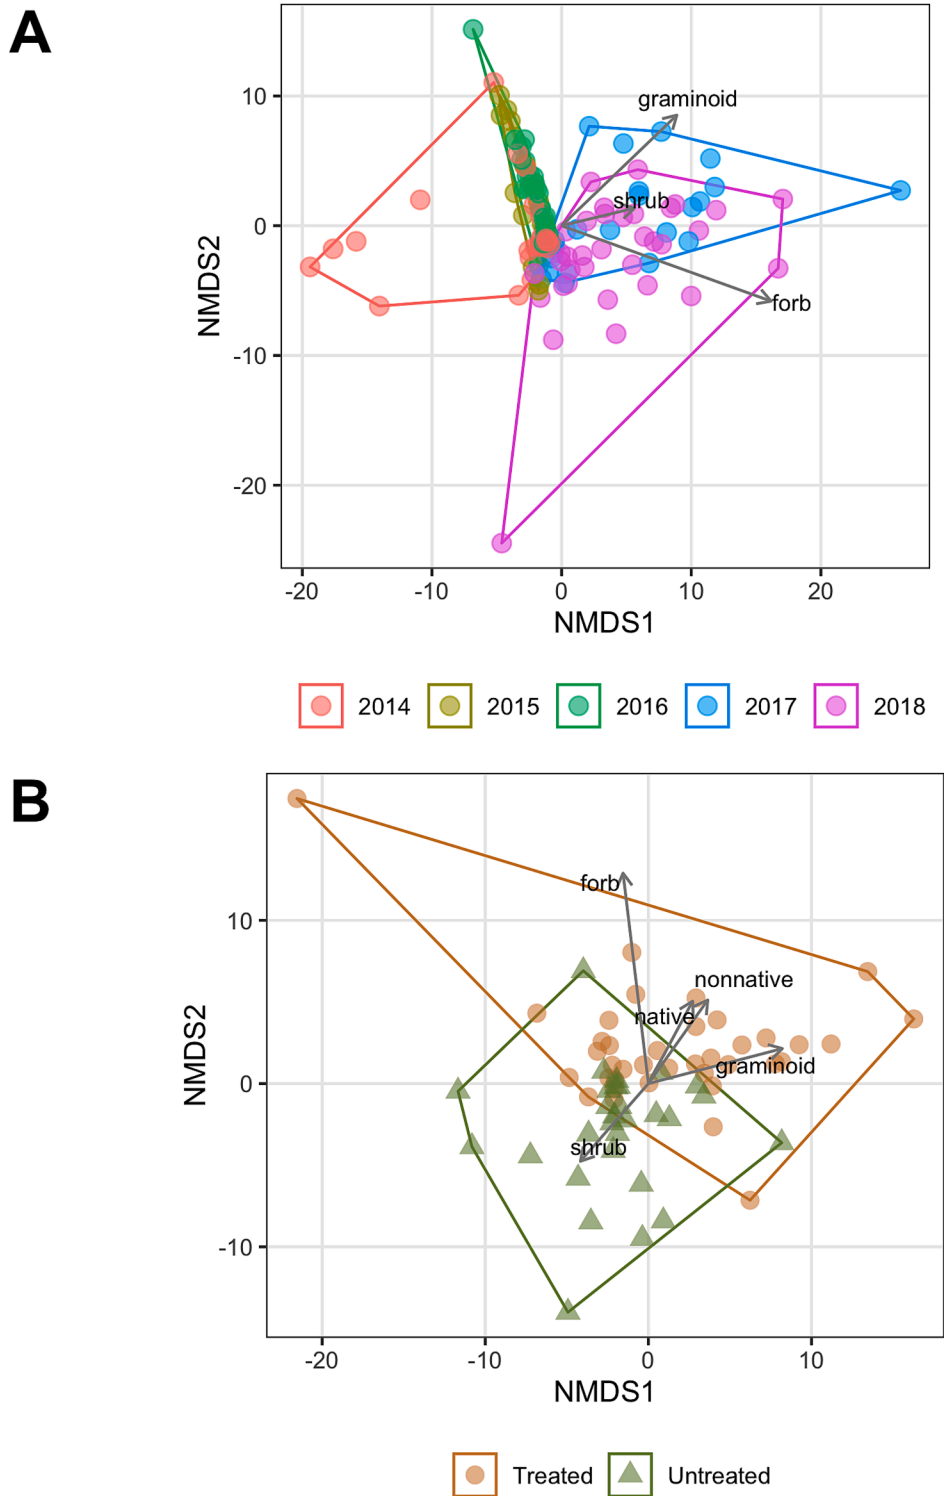 A
10
0
-10
-20
NMDS2
graminoid
shrub
forb
-20 -10 0 10 20
NMDS1
2014 2015 2016 2017 2018
B
10
0
-10
NMDS2
forb
nonnative
native
graminoid
shrub
-20 -10 0 10
NMDS1
Treated Untreated